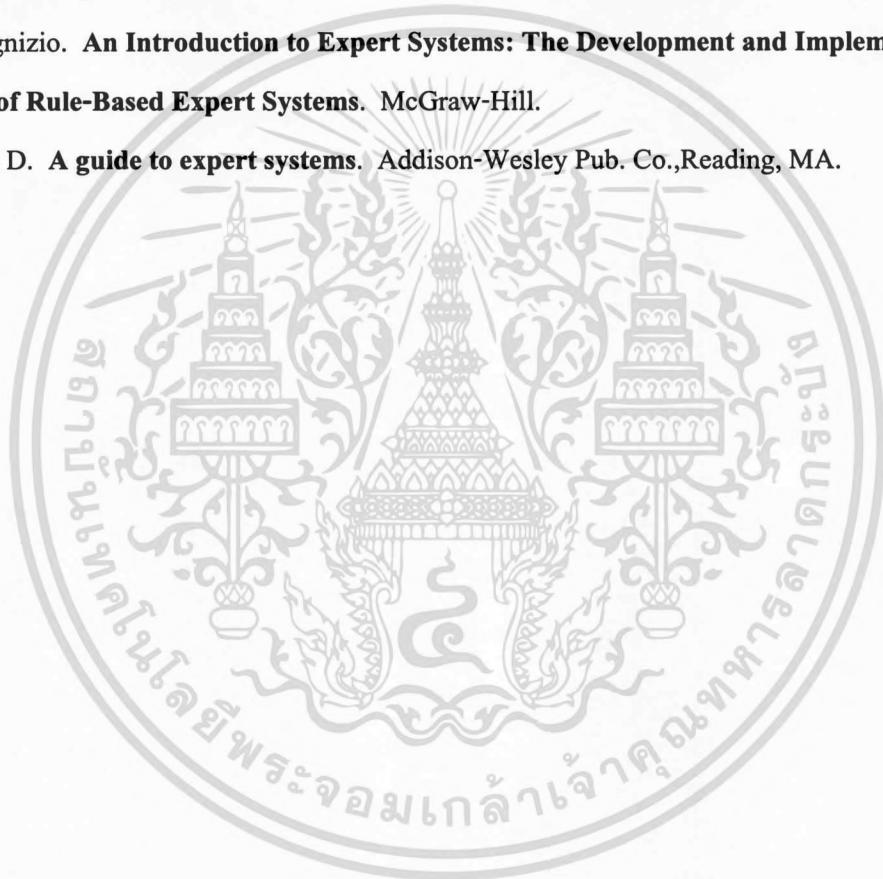 gnizio. An Introduction to Expert Systems: The Development and Implem
of Rule-Based Expert Systems. McGraw-Hill.
D. A guide to expert systems. Addison-Wesley Pub. Co.,Reading, MA.
สถาบันเทคโนโลยีพระจอมเกล้าเจ้าคุณทหารลาดกระบัง
๔